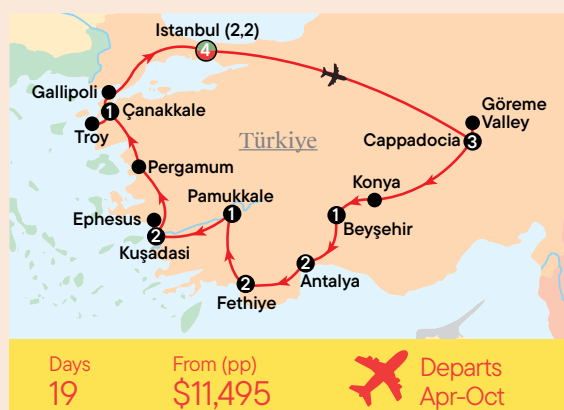 Istanbul (2,2)
4
Gallipoli
1 Çanakkale
Troy
Göreme
Valley
Türkiye
Cappadocia 3
Pergamum
Konya
Pamukkale
1
1
Beyşehir
Ephesus
2
Kuşadasi
2
Antalya
2
Fethiye
Days
19
From (pp)
$11,495
Departs
Apr-Oct